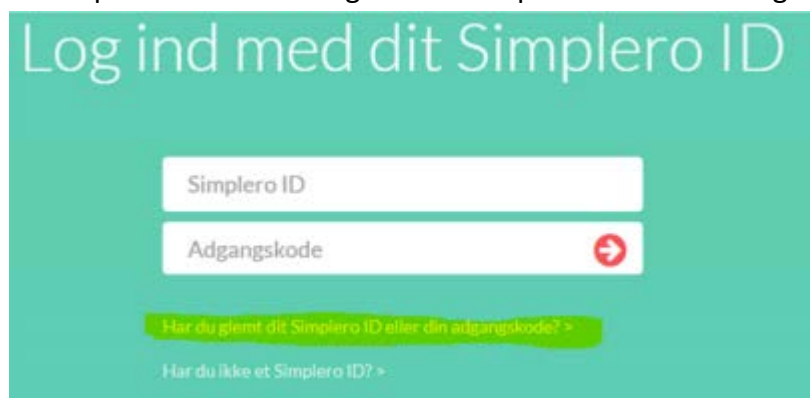 Log ind med dit Simplero ID
Simplero ID
Adgangskode
Har du glemt dit Simplero ID eller din adgangskode? >
Har du ikke et Simplero ID? >